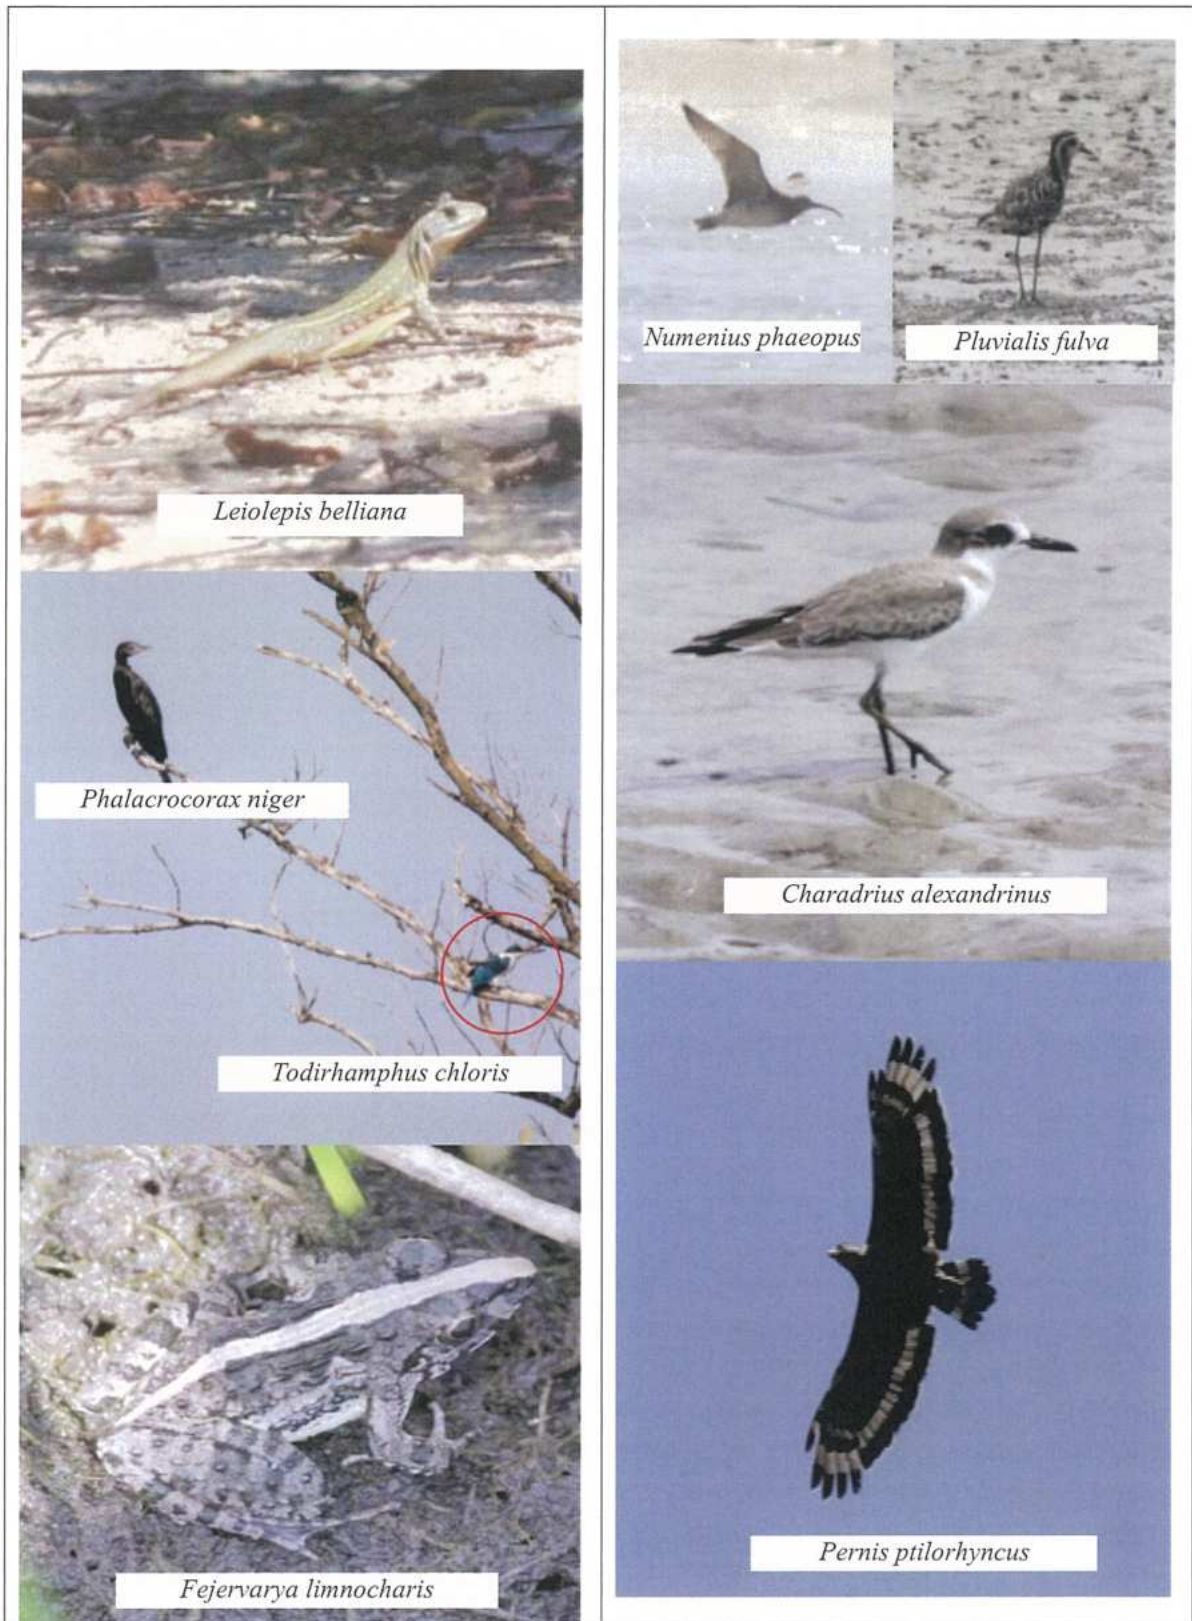 Leiolepis belliana
Phalacrocorax niger
Todirhamphus chloris
Fejervarya limnocharis
Numenius phaeopus
Pluvialis fulva
Charadrius alexandrinus
Pernis ptilorhyncus